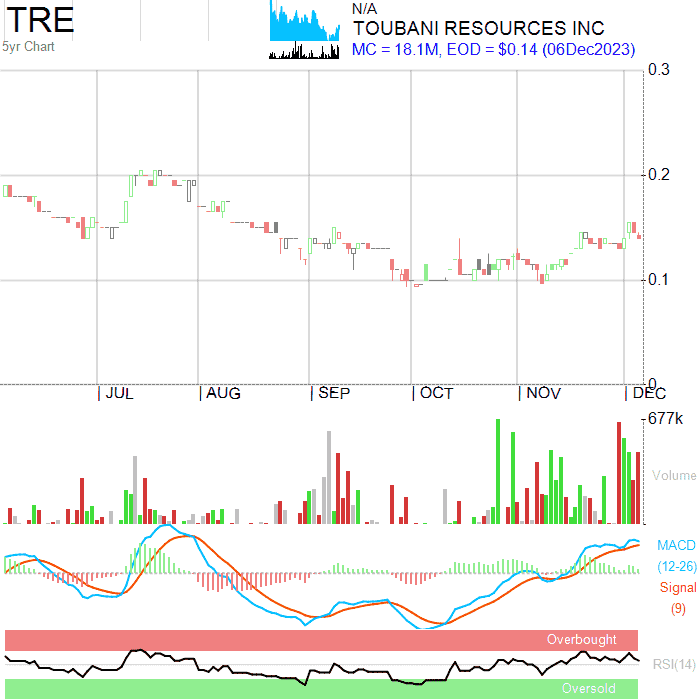 TRE
5yr Chart
N/A
TOUBANI RESOURCES INC
MC = 18.1M, EOD = $0.14 (06Dec2023)
0.3
0.2
0.1
0
JUL AUG SEP OCT NOV DEC
677k
Volume
MACD
(12-26)
Signal
(9)
Overbought
RSI(14)
Oversold